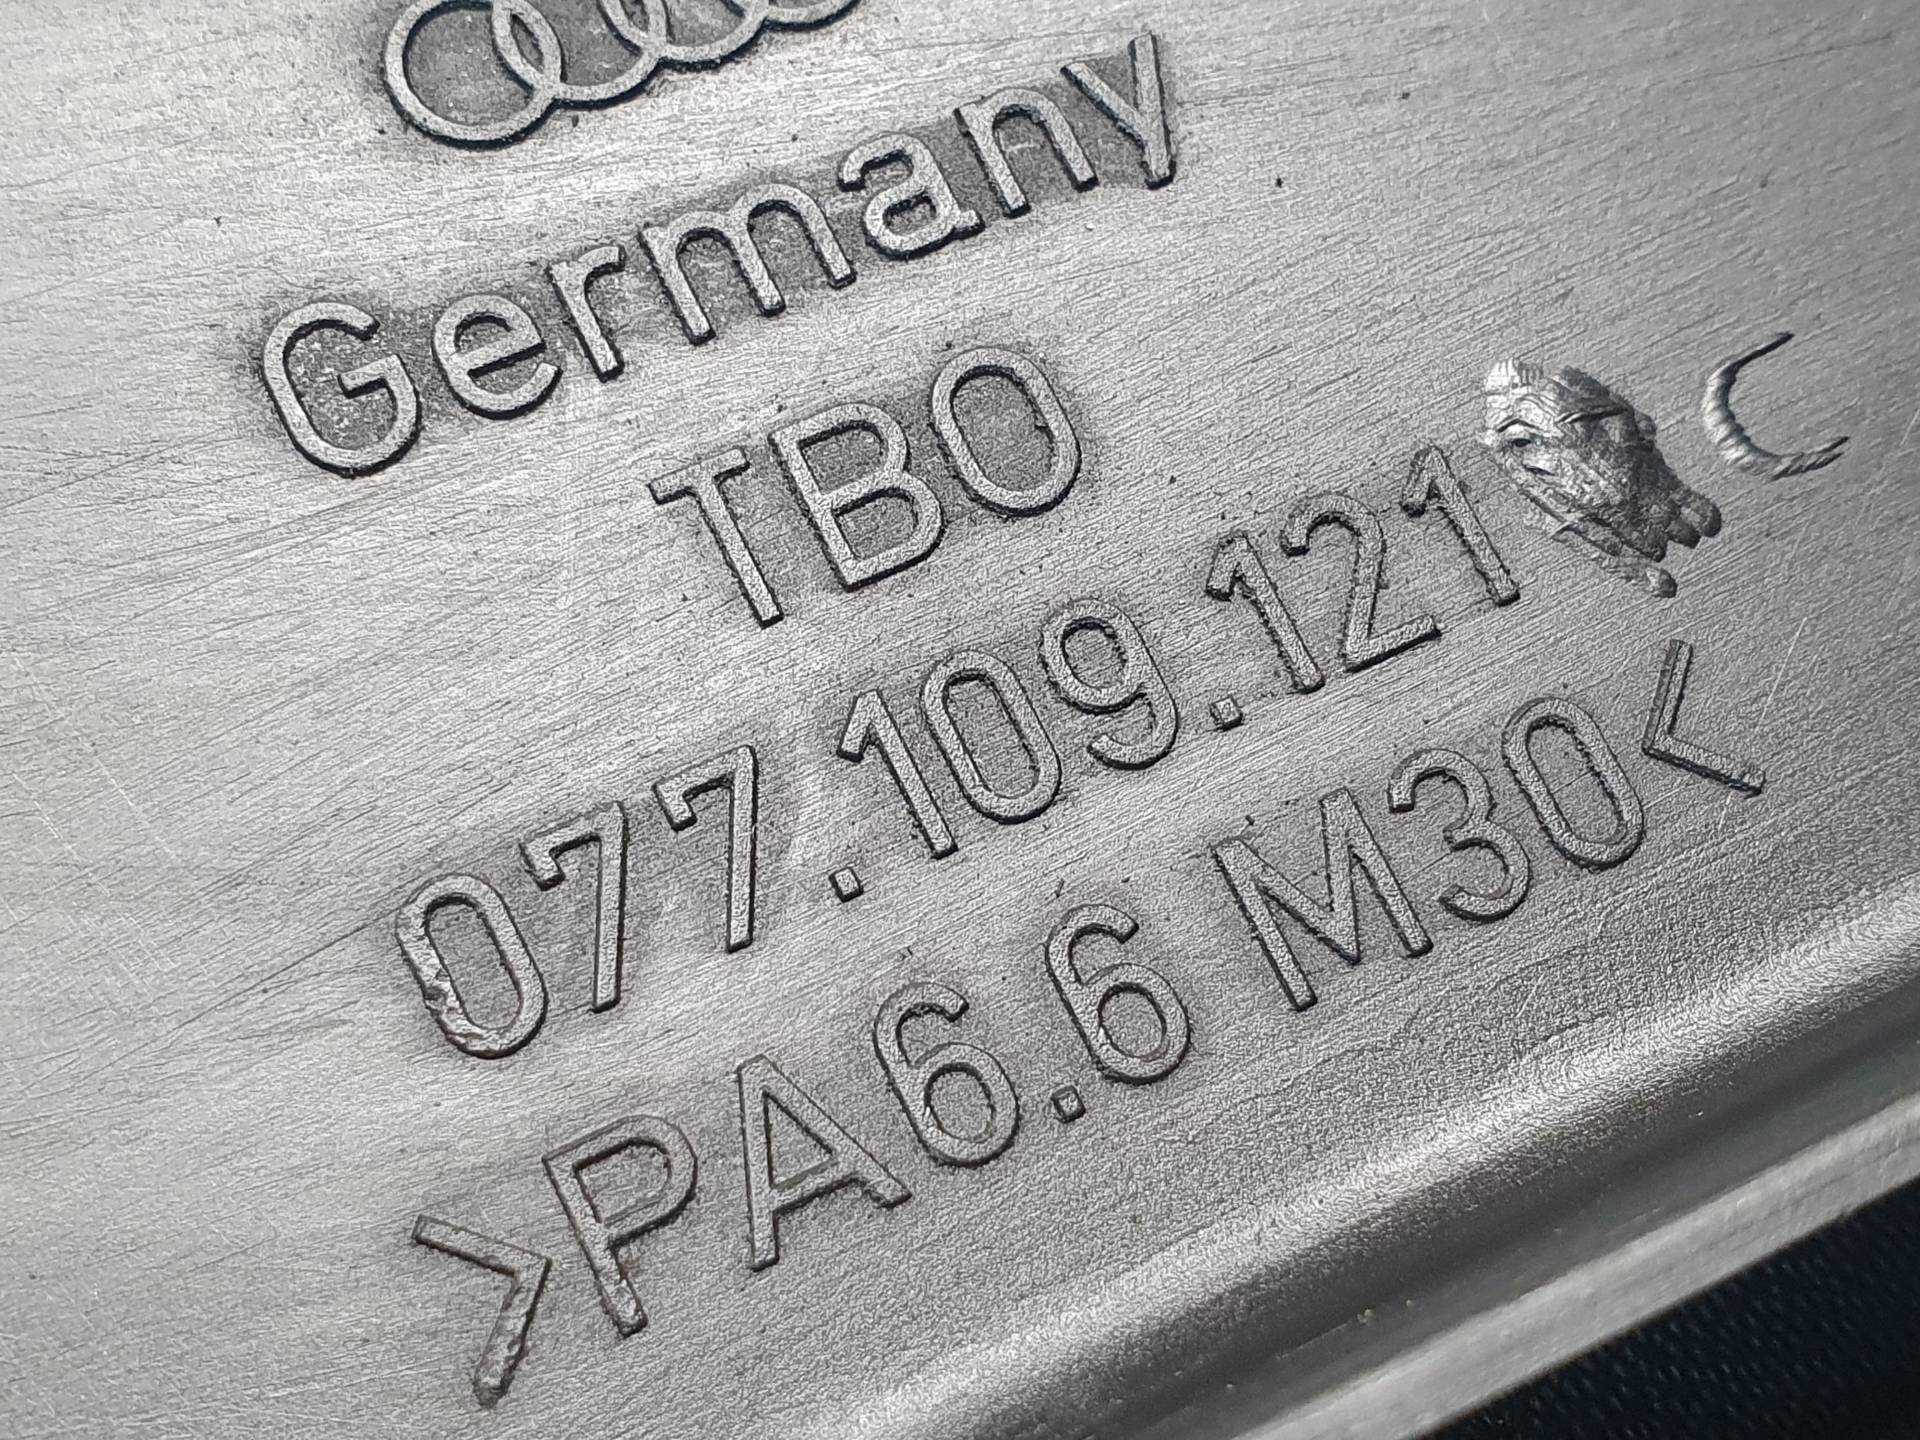 Germany
TBO
077.109.121 C
>PA6.6 M30<